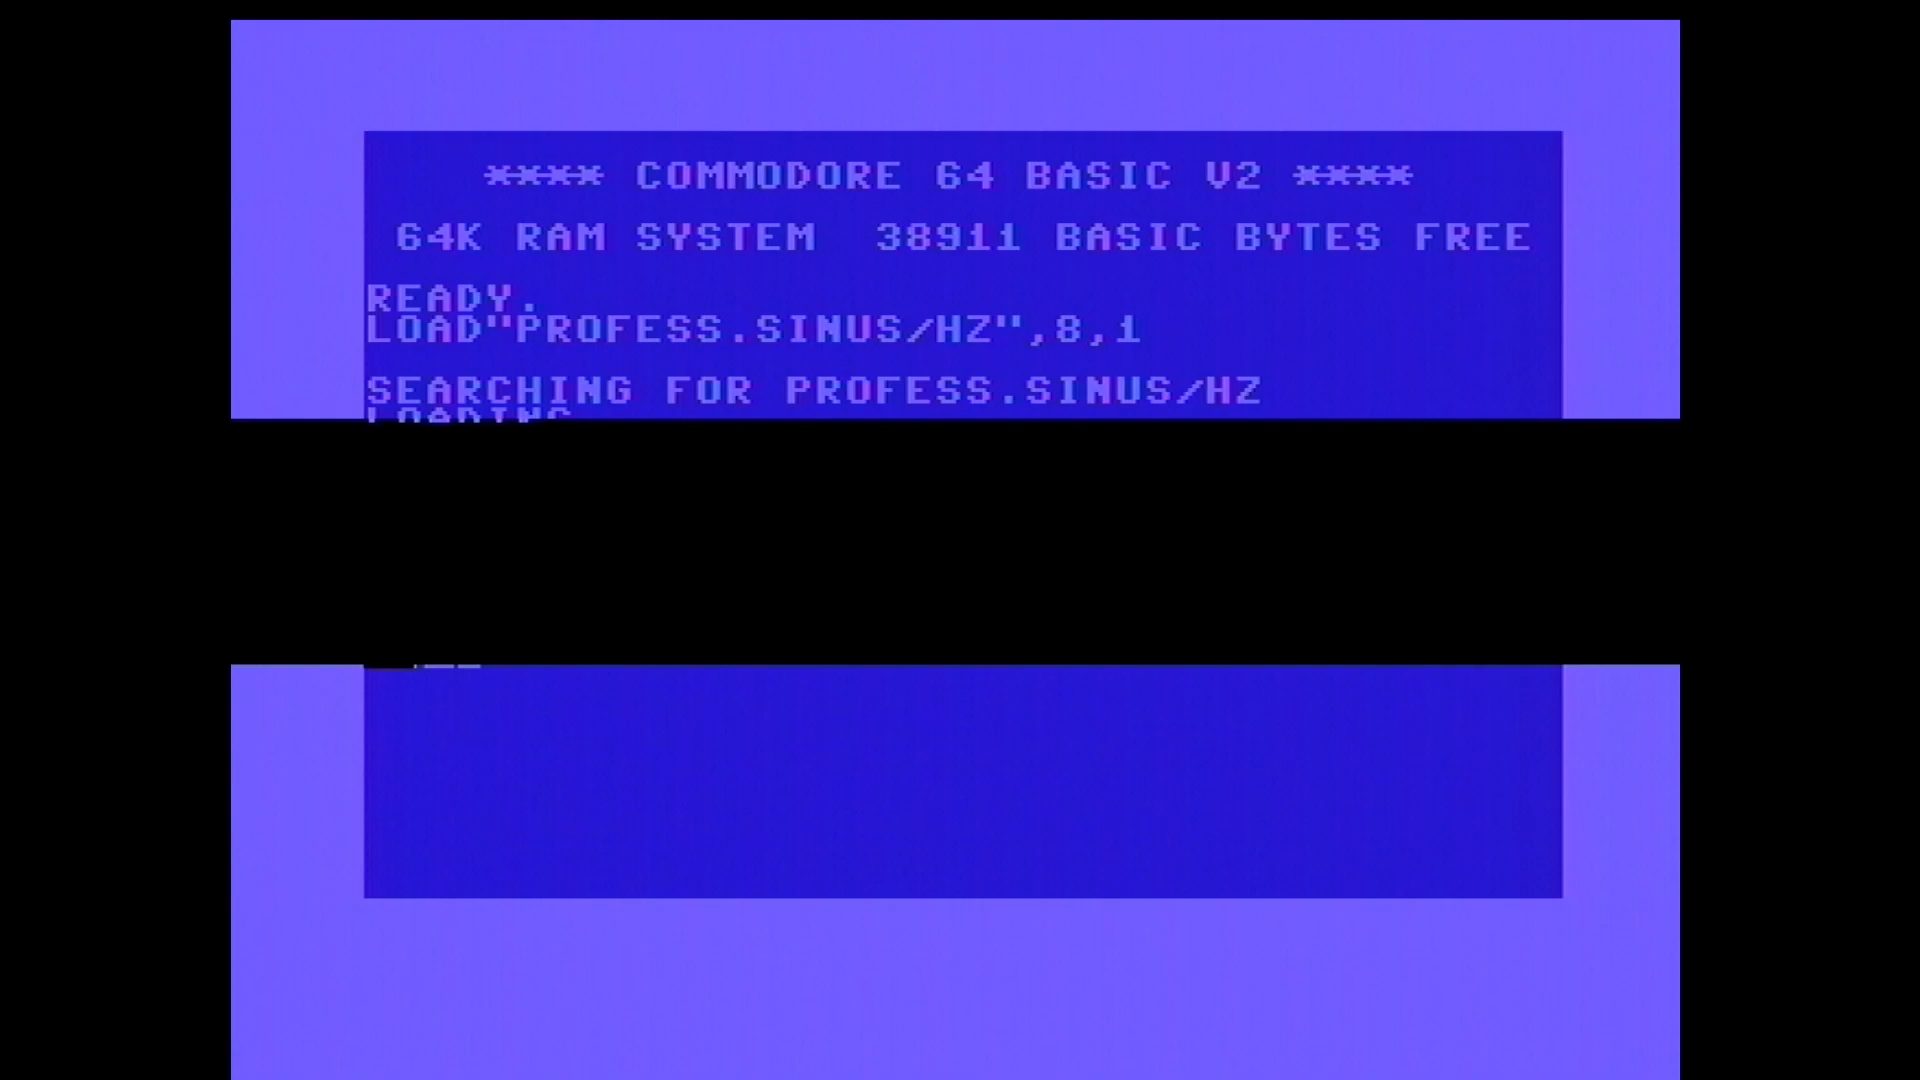 **** COMMODORE 64 BASIC V2 ****
64K RAM SYSTEM  38911 BASIC BYTES FREE
READY.
LOAD"PROFESS.SINUS/HZ",8,1
SEARCHING FOR PROFESS.SINUS/HZ
LOADING